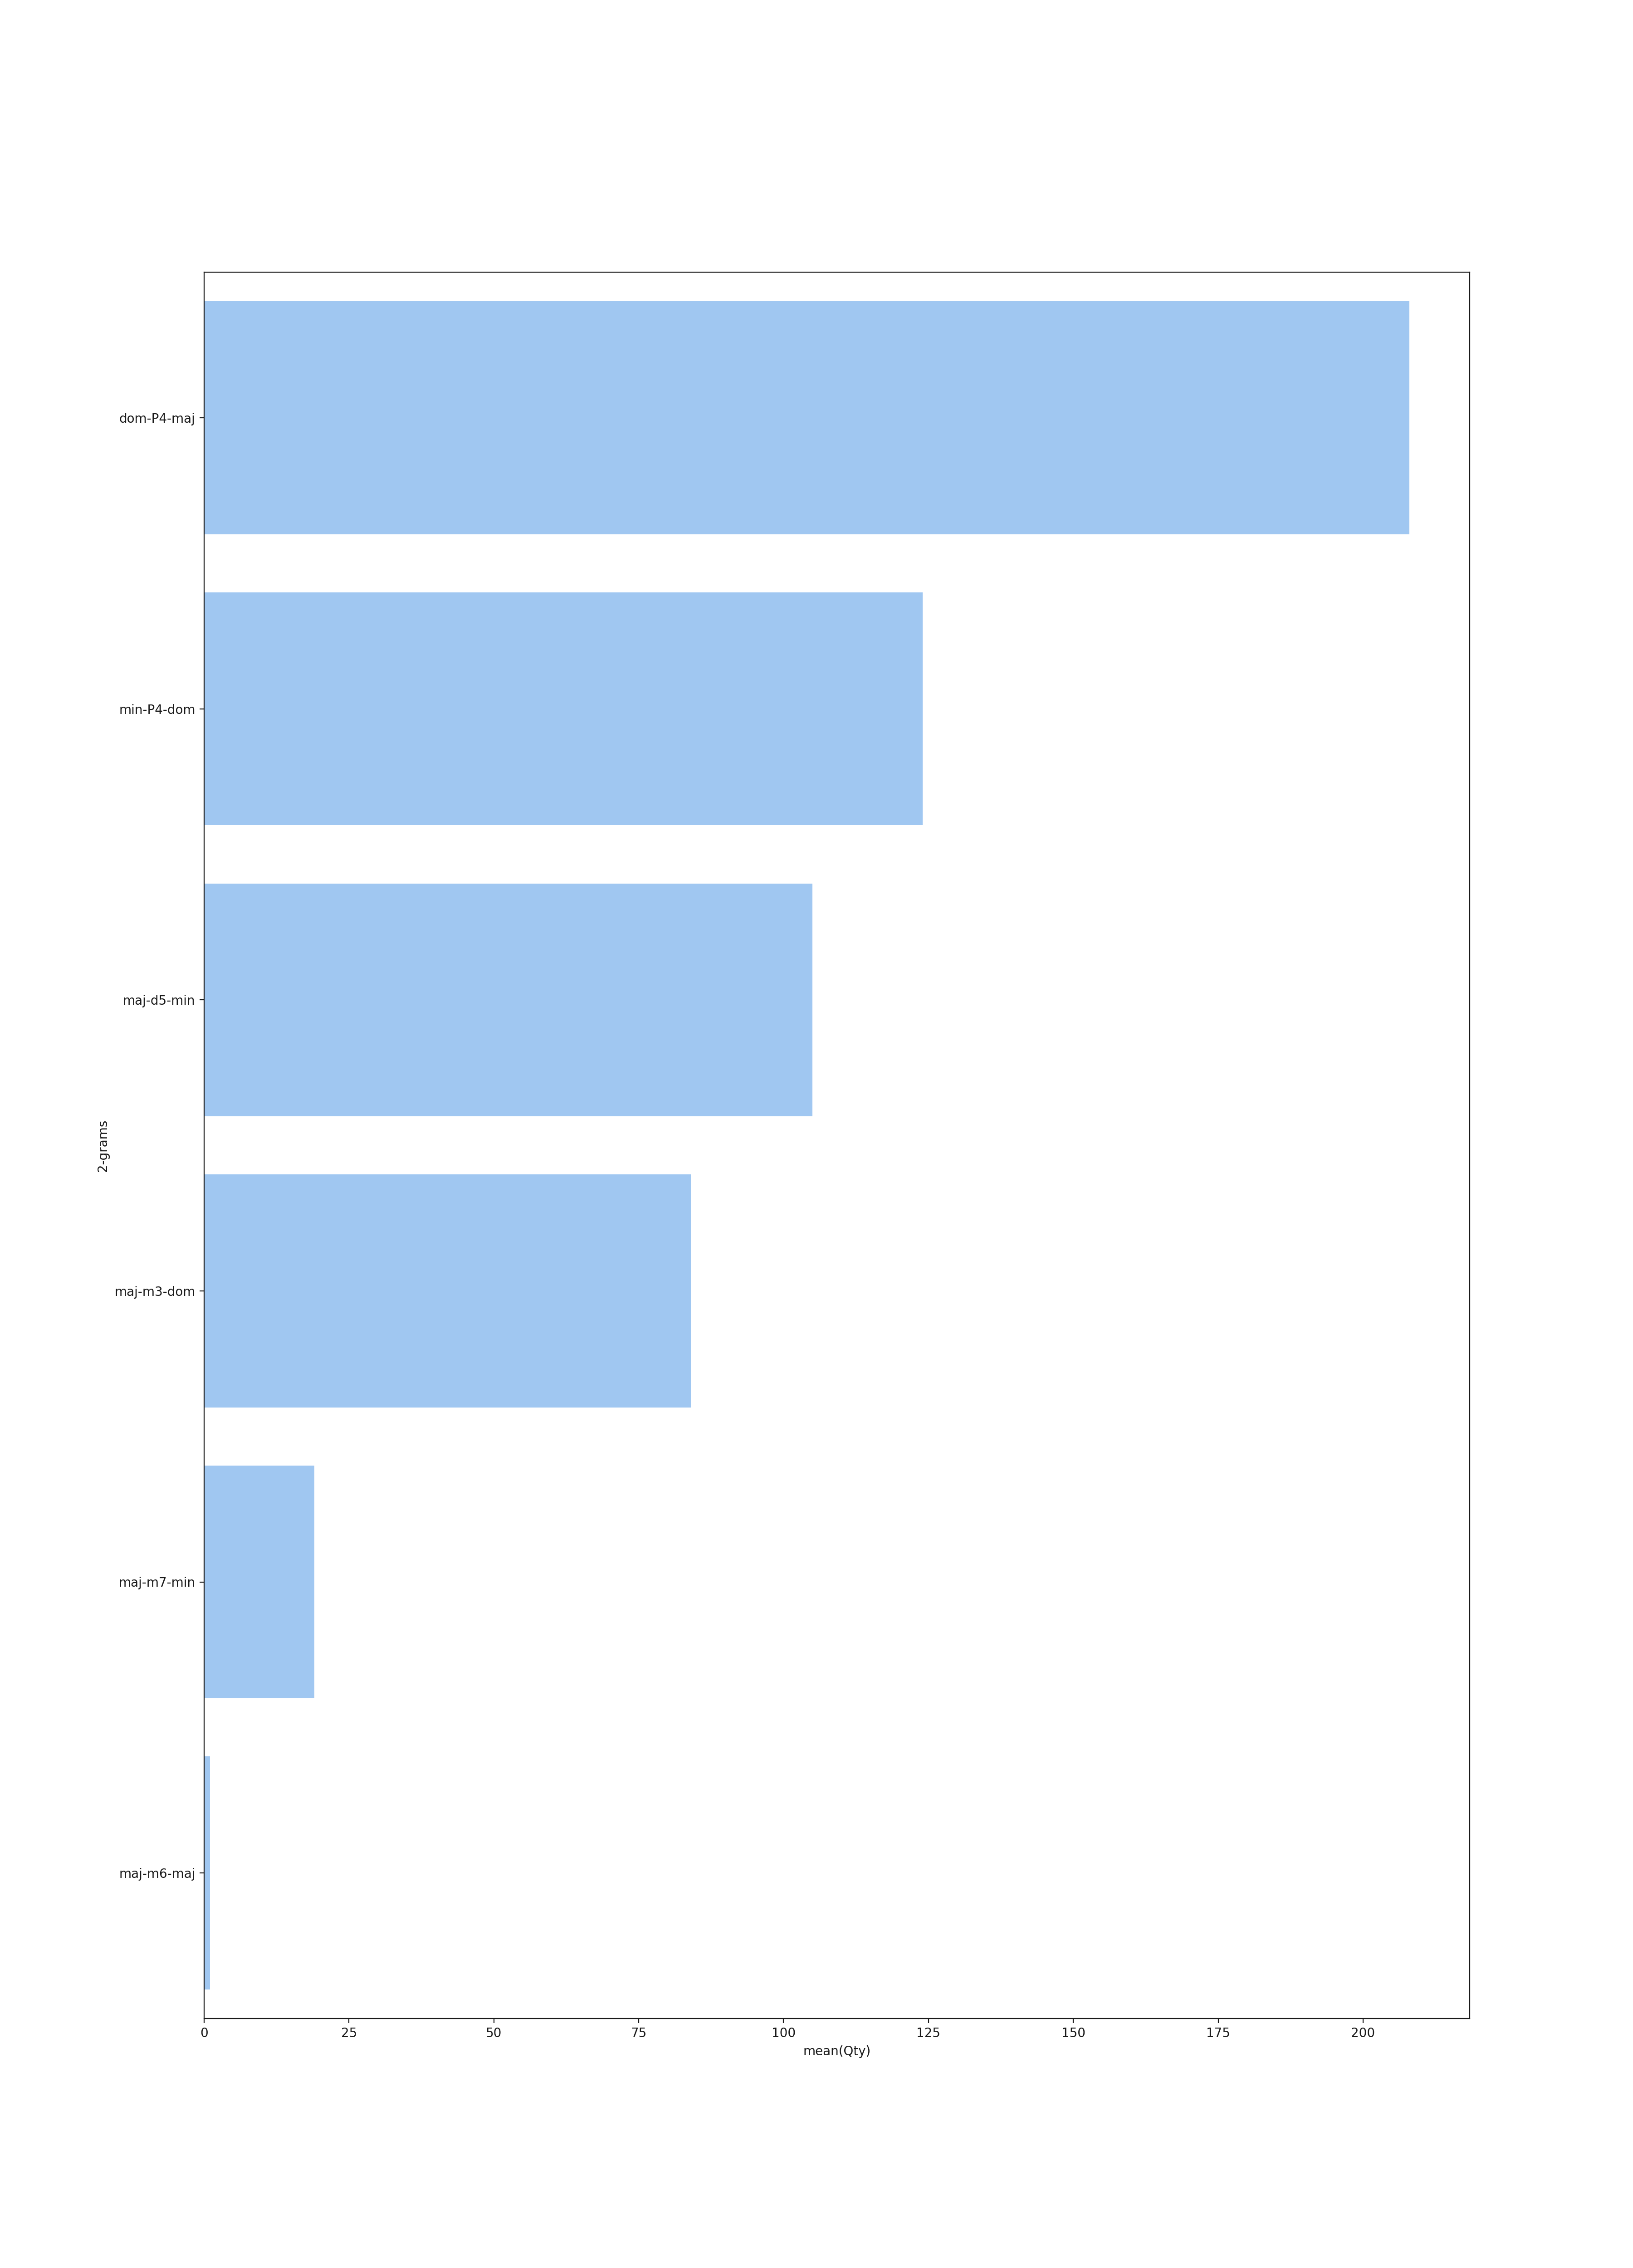 dom-P4-maj
min-P4-dom
maj-d5-min
2-grams
maj-m3-dom
maj-m7-min
maj-m6-maj
0 25 50 75 100 125 150 175 200
mean(Qty)